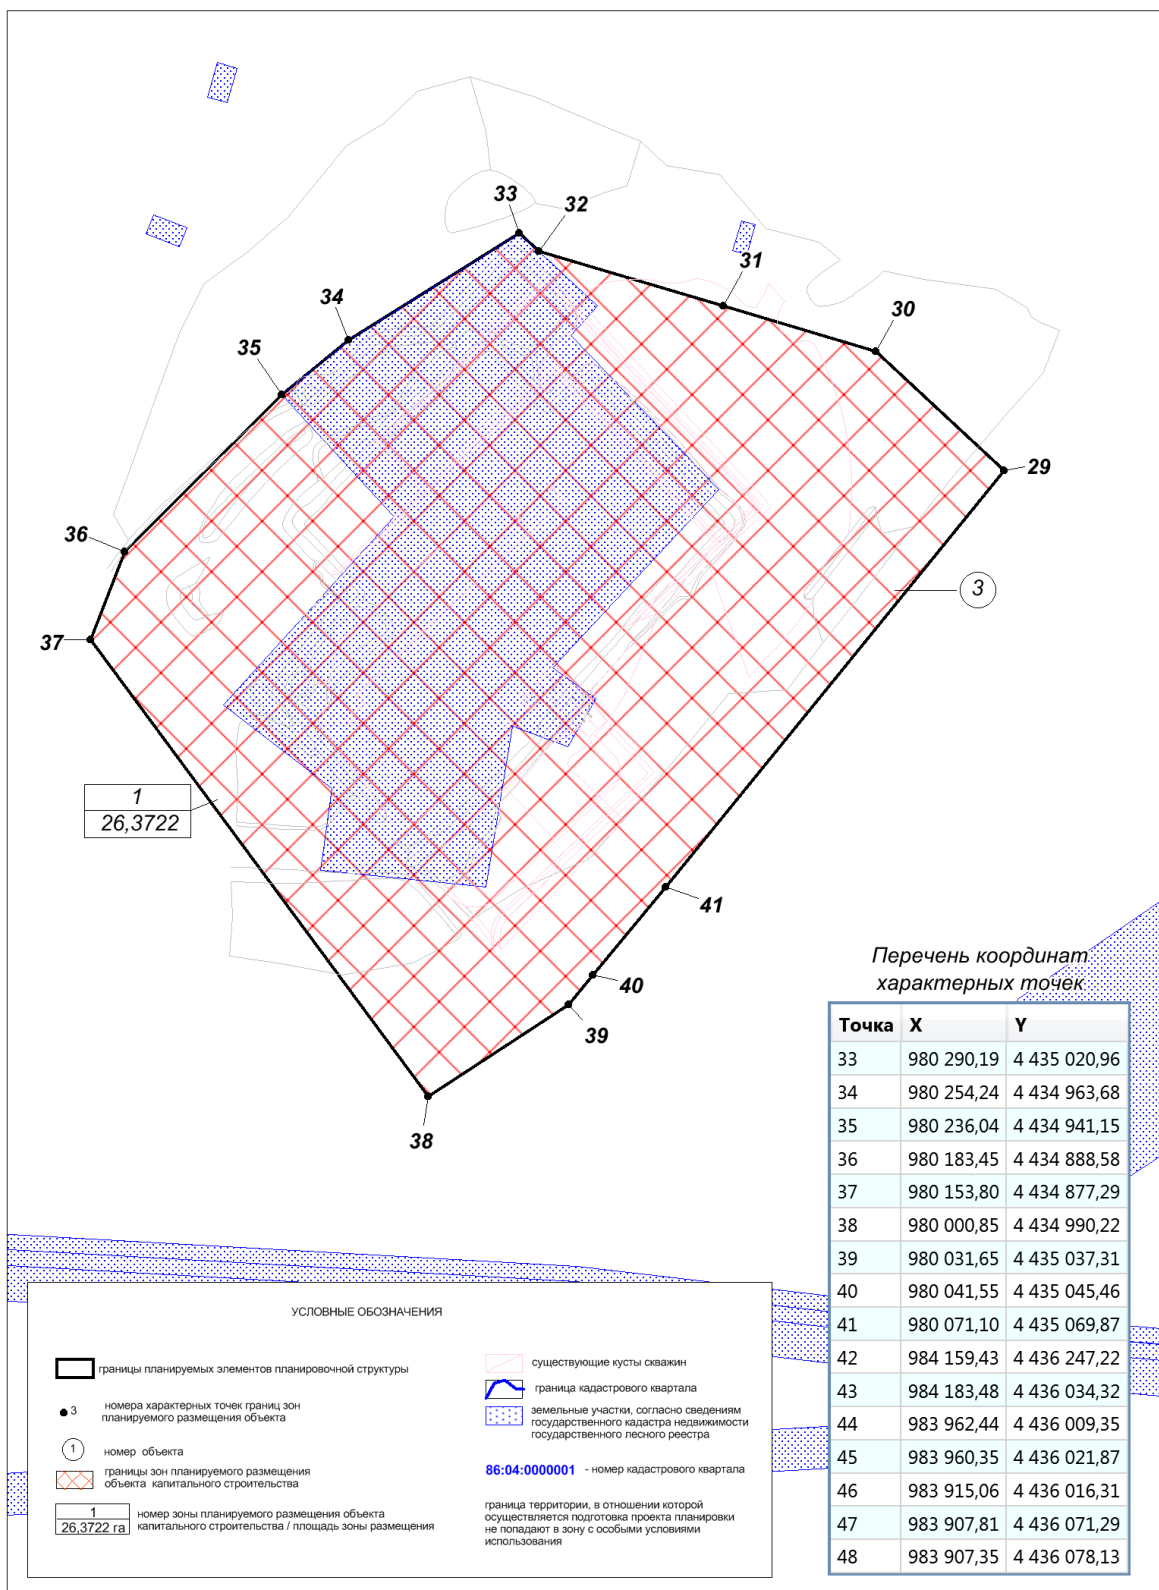 33
32
31
34
30
35
29
36
3
37
1
26,3722
41
40
39
38
Перечень координат
характерных точек
Точка X Y
33 980 290,19 4 435 020,96
34 980 254,24 4 434 963,68
35 980 236,04 4 434 941,15
36 980 183,45 4 434 888,58
37 980 153,80 4 434 877,29
38 980 000,85 4 434 990,22
39 980 031,65 4 435 037,31
40 980 041,55 4 435 045,46
41 980 071,10 4 435 069,87
42 984 159,43 4 436 247,22
43 984 183,48 4 436 034,32
44 983 962,44 4 436 009,35
45 983 960,35 4 436 021,87
46 983 915,06 4 436 016,31
47 983 907,81 4 436 071,29
48 983 907,35 4 436 078,13
УСЛОВНЫЕ ОБОЗНАЧЕНИЯ
границы планируемых элементов планировочной структуры
3 номера характерных точек границ зон
планируемого размещения объекта
1 номер объекта
границы зон планируемого размещения
объекта капитального строительства
1
26,3722 га
номер зоны планируемого размещения объекта
капитального строительства / площадь зоны размещения
существующие кусты скважин
граница кадастрового квартала
земельные участки, согласно сведениям
государственного кадастра недвижимости
государственного лесного реестра
86:04:0000001 - номер кадастрового квартала
граница территории, в отношении которой
осуществляется подготовка проекта планировки
не попадают в зону с особыми условиями
использования